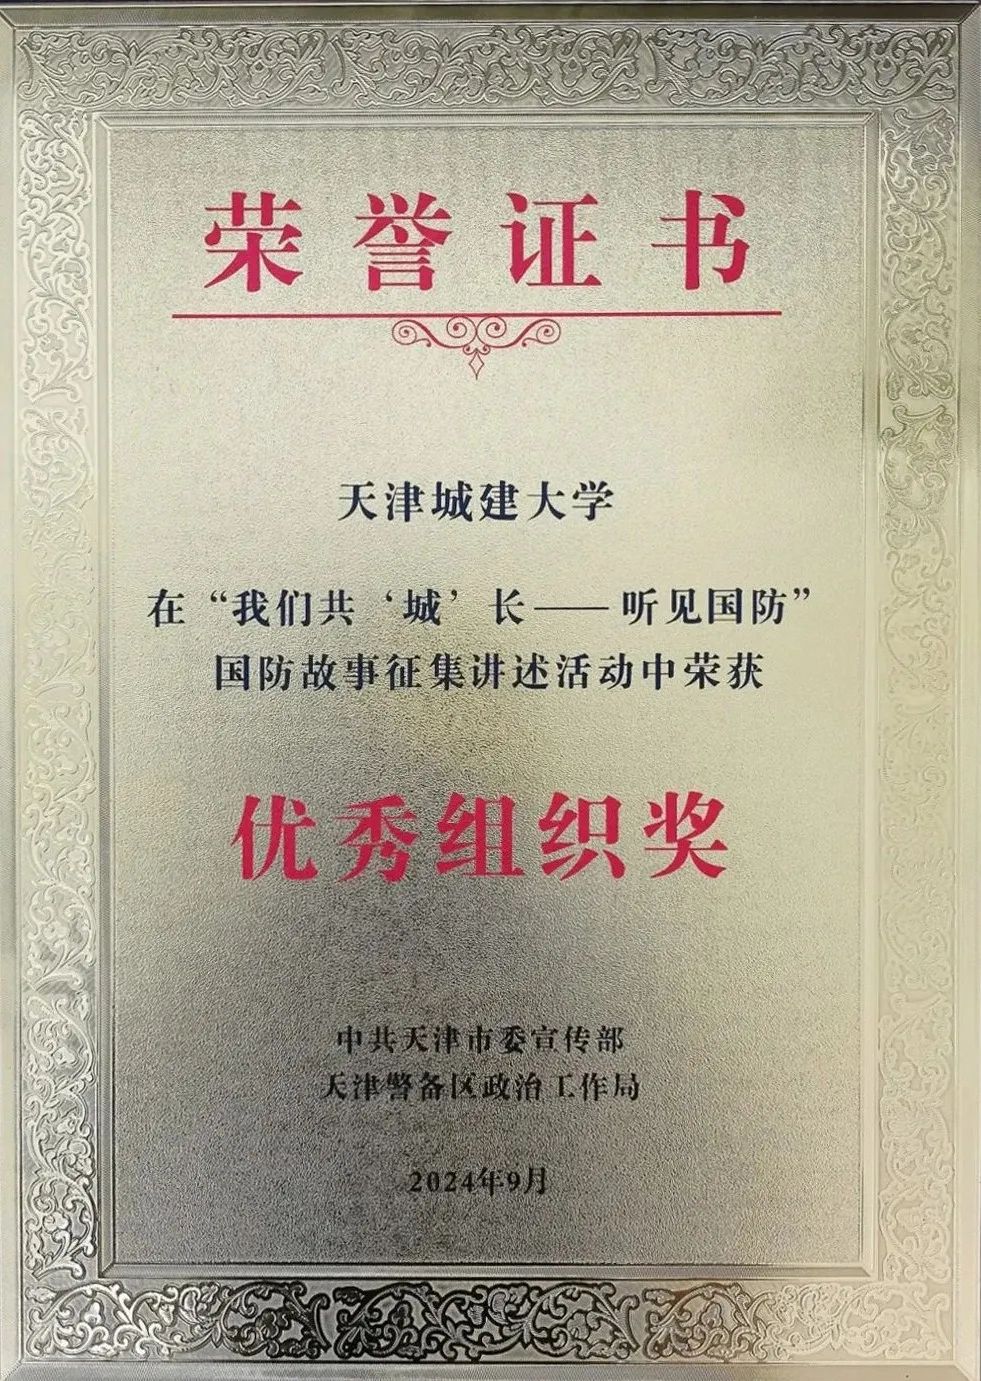 荣誉证书
天津城建大学
在“我们共‘城’长——听见国防”
国防故事征集讲述活动中荣获
优秀组织奖
中共天津市委宣传部
天津警备区政治工作局
2024年9月